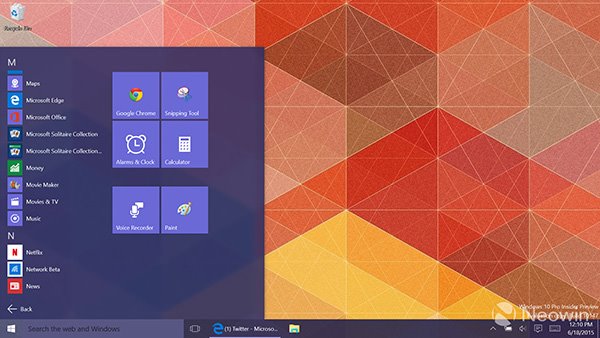 Recycle Bin
M
Maps
Microsoft Edge
Microsoft Office
Microsoft Solitaire Collection
Microsoft Solitaire Collection...
Money
Movie Maker
Movies & TV
Music
N
Netflix
Network Beta
News
Back
Google Chrome
Snipping Tool
Alarms & Clock
Calculator
Voice Recorder
Paint
Windows 10 Pro Insider Preview
Neowin
Search the web and Windows
(1) Twitter - Microso...
12:10 PM
6/18/2015